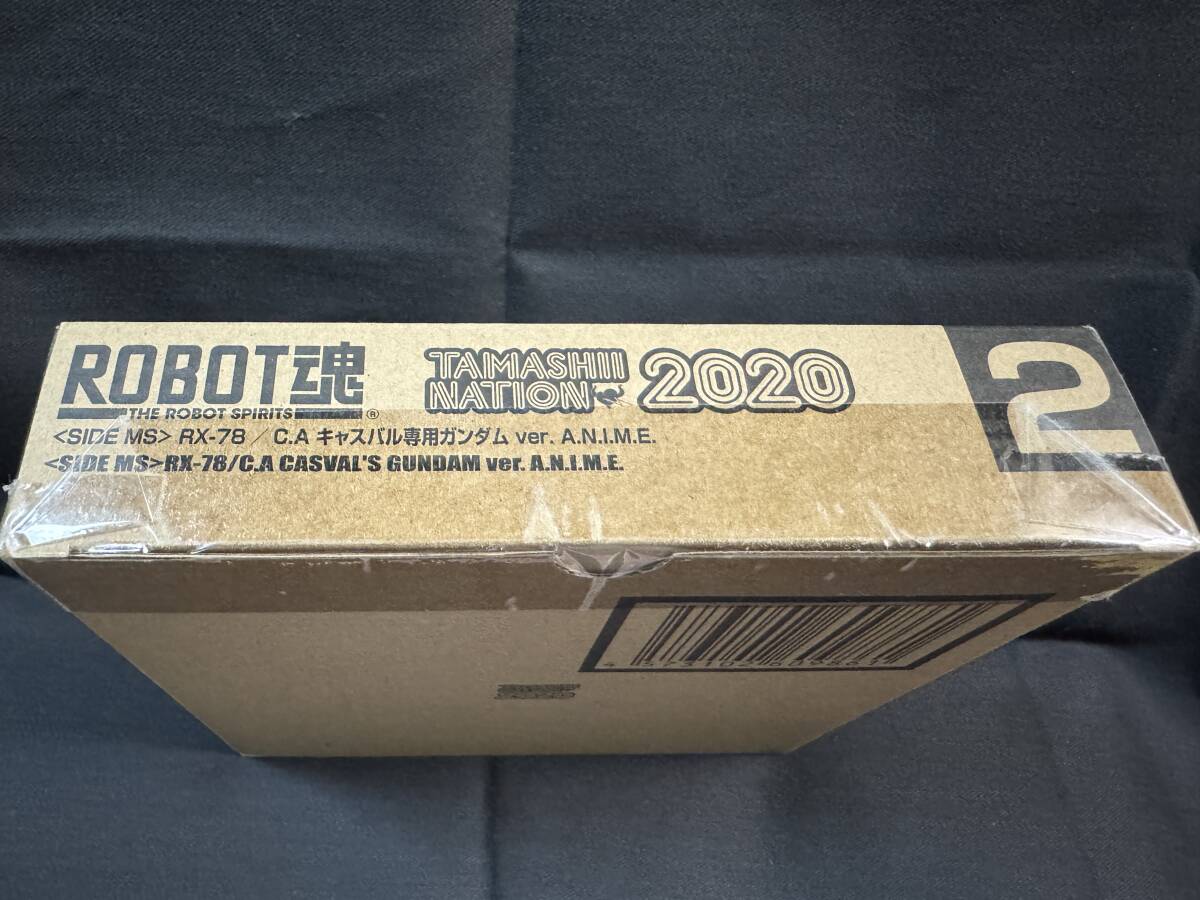 ROBOT魂
THE ROBOT SPIRITS ®
TAMASHII
NATION
2020
2
<SIDE MS> RX-78 / C.A キャスバル専用ガンダム ver. A.N.I.M.E.
<SIDE MS>RX-78/C.A CASVAL'S GUNDAM ver. A.N.I.M.E.